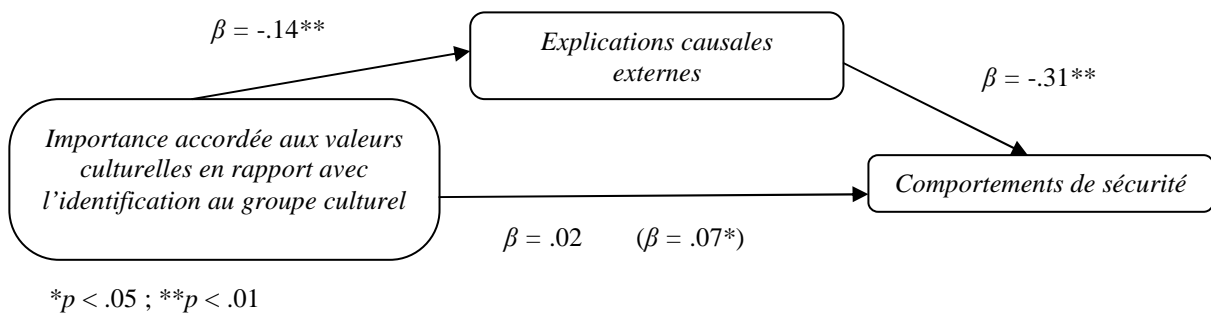 β = -.14**
Explications causales
externes
β = -.31**
Importance accordée aux valeurs
culturelles en rapport avec
l’identification au groupe culturel
Comportements de sécurité
β = .02 (β = .07*)
*p < .05 ; **p < .01